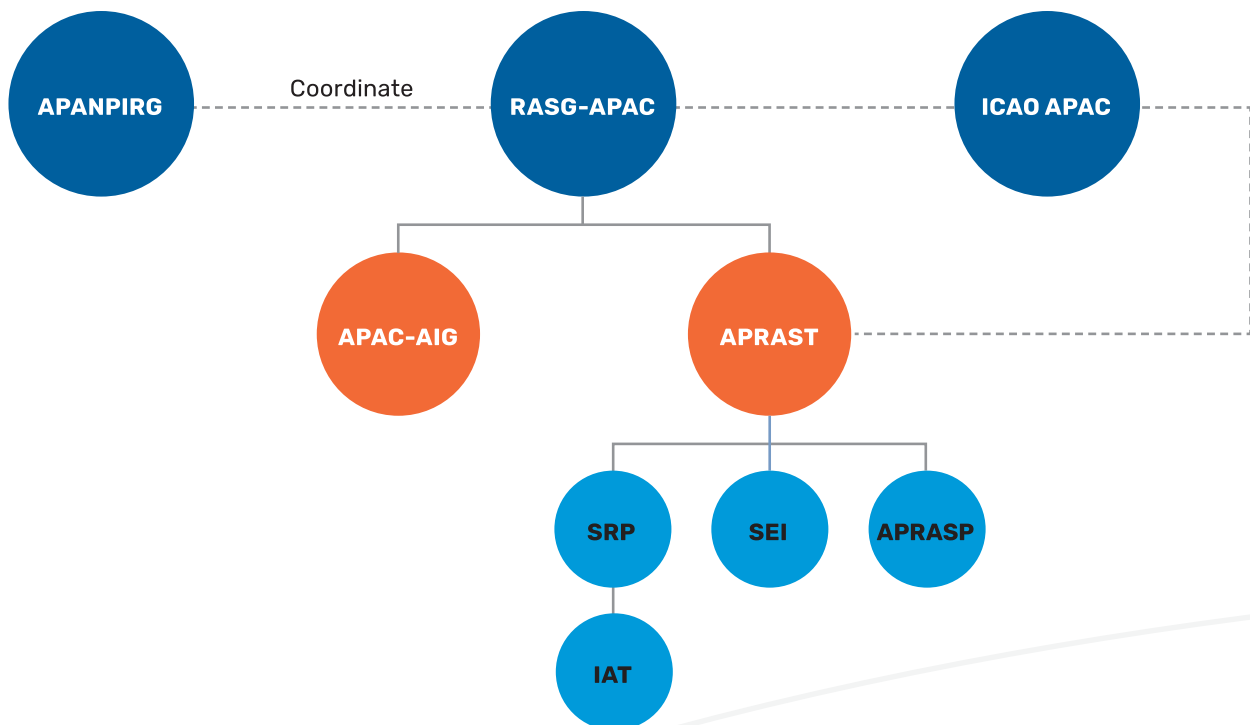 Coordinate
APANPIRG
RASG-APAC
ICAO APAC
APAC-AIG
APRAST
SRP
SEI
APRASP
IAT